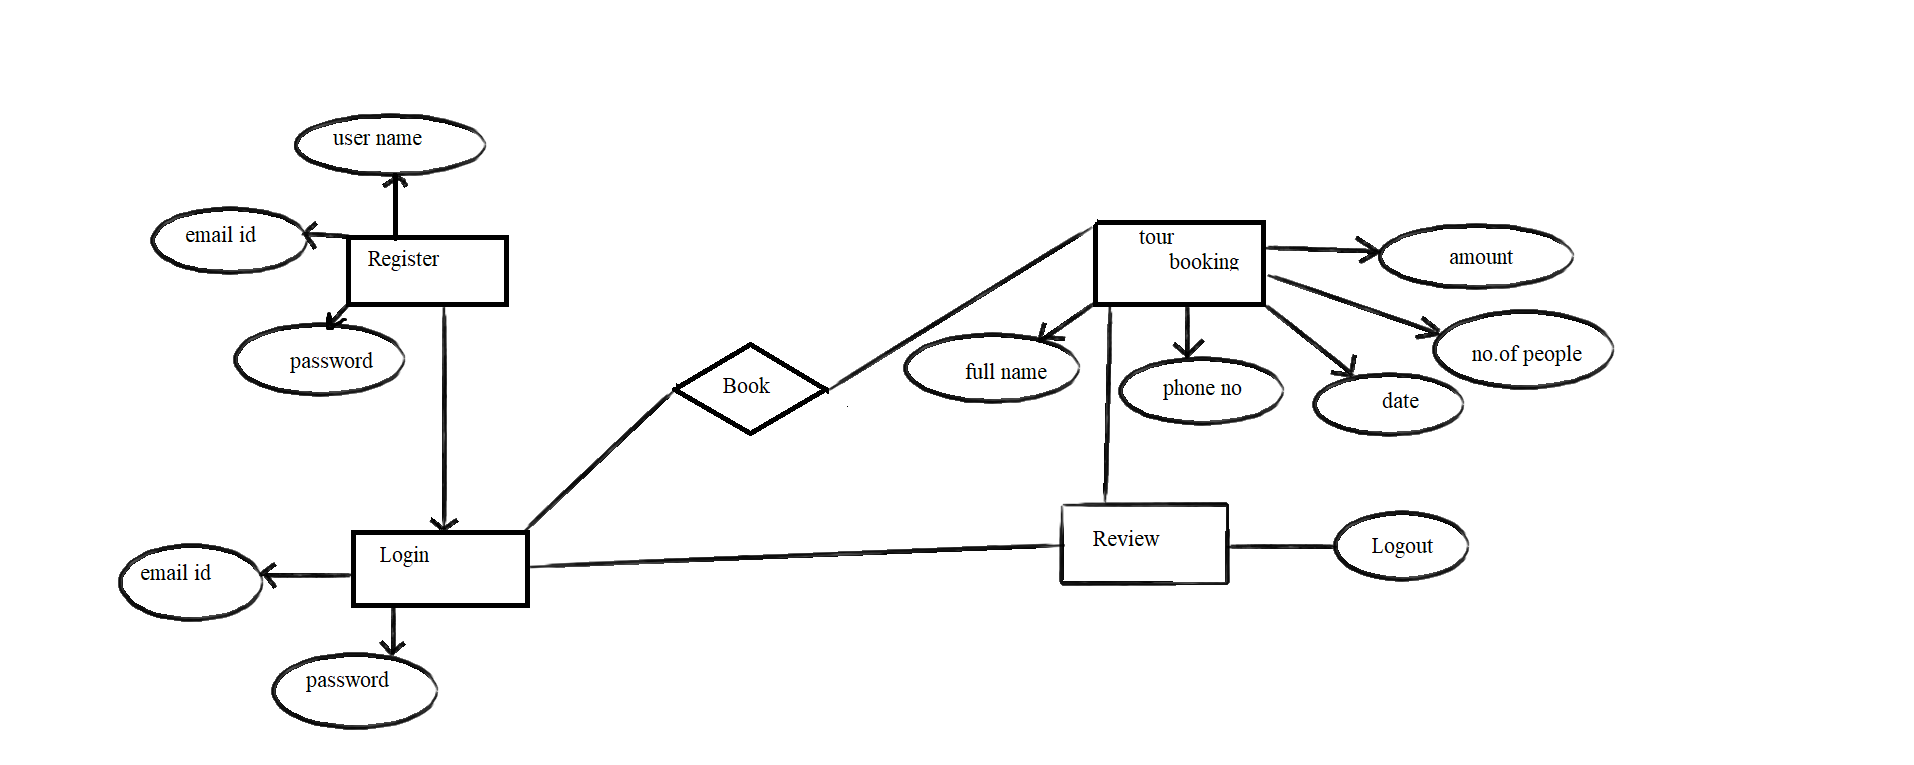 user name
email id
Register
password
tour
booking
amount
no.of people
full name
phone no
date
Book
Login
email id
password
Review
Logout